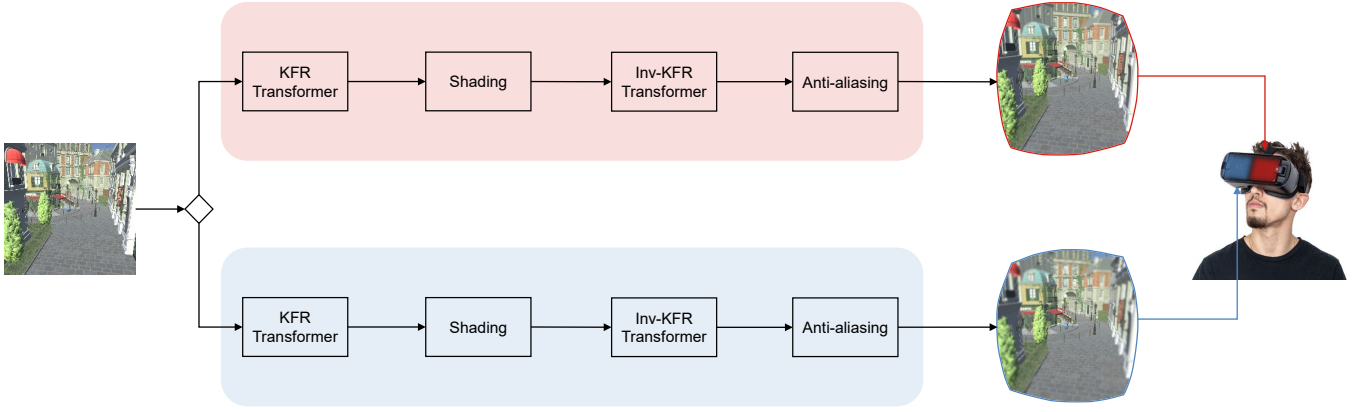 KFR
Transformer
Shading
Inv-KFR
Transformer
Anti-aliasing
KFR
Transformer
Shading
Inv-KFR
Transformer
Anti-aliasing